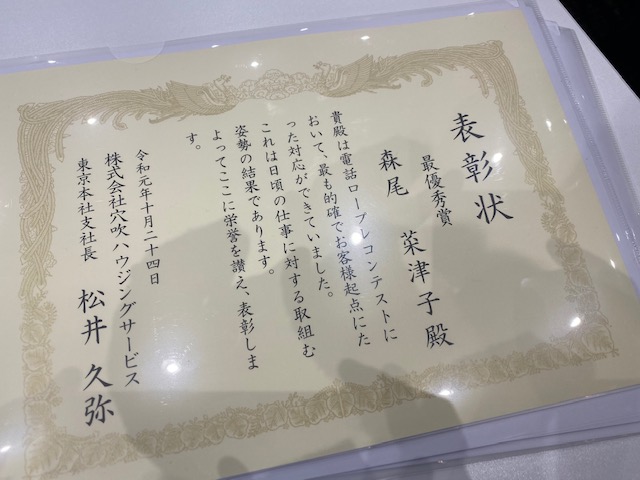 表彰状
最優秀賞
森尾 菜津子殿
貴殿は電話ロープレコンテストに
おいて、最も的確でお客様起点にた
った対応ができていました。
これは日頃の仕事に対する取組む
姿勢の結果であります。
よってここに栄誉を讃え、表彰しま
す。
令和元年十月二十四日
株式会社穴吹ハウジングサービス
東京本社支社長 松井 久弥